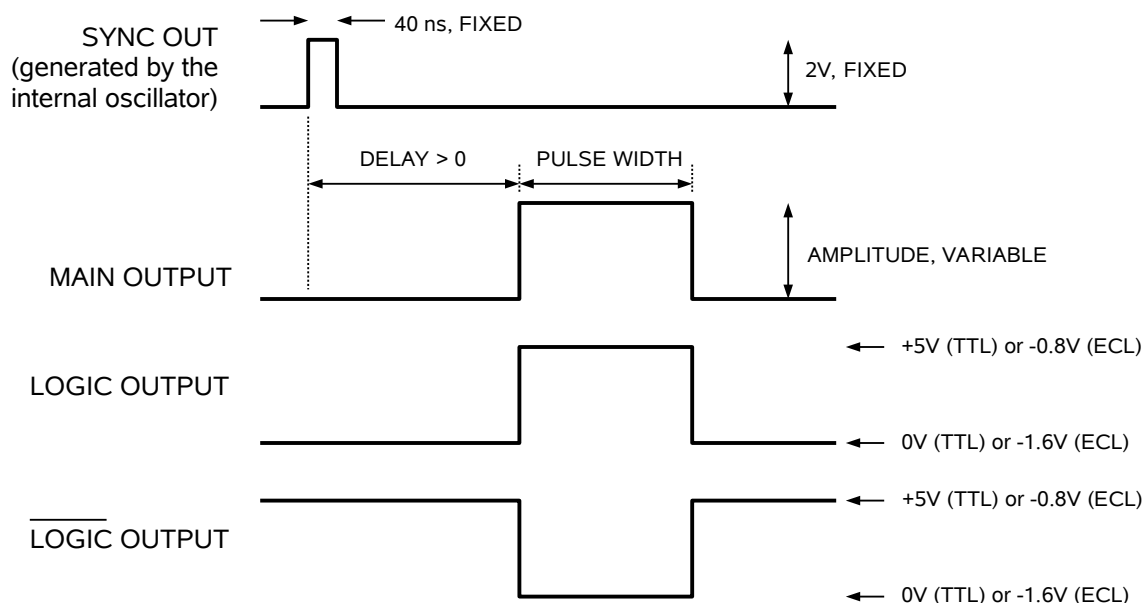 40 ns, FIXED
SYNC OUT
(generated by the
internal oscillator)
2V, FIXED
DELAY > 0
PULSE WIDTH
MAIN OUTPUT
AMPLITUDE, VARIABLE
+5V (TTL) or -0.8V (ECL)
LOGIC OUTPUT
0V (TTL) or -1.6V (ECL)
+5V (TTL) or -0.8V (ECL)
LOGIC OUTPUT
0V (TTL) or -1.6V (ECL)